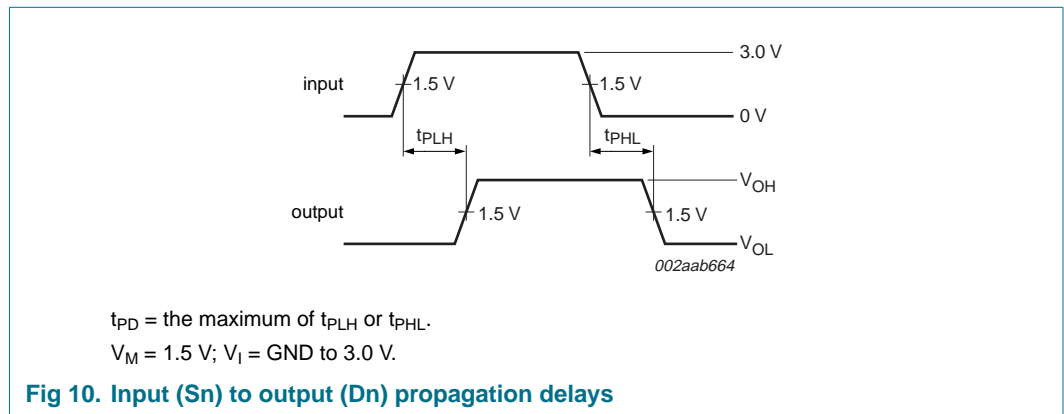 3.0 V
input
1.5 V
1.5 V
0 V
tPLH
tPHL
VOH
output
1.5 V
1.5 V
VOL
002aab664
tPD = the maximum of tPLH or tPHL.
VM = 1.5 V; VI = GND to 3.0 V.
Fig 10. Input (Sn) to output (Dn) propagation delays